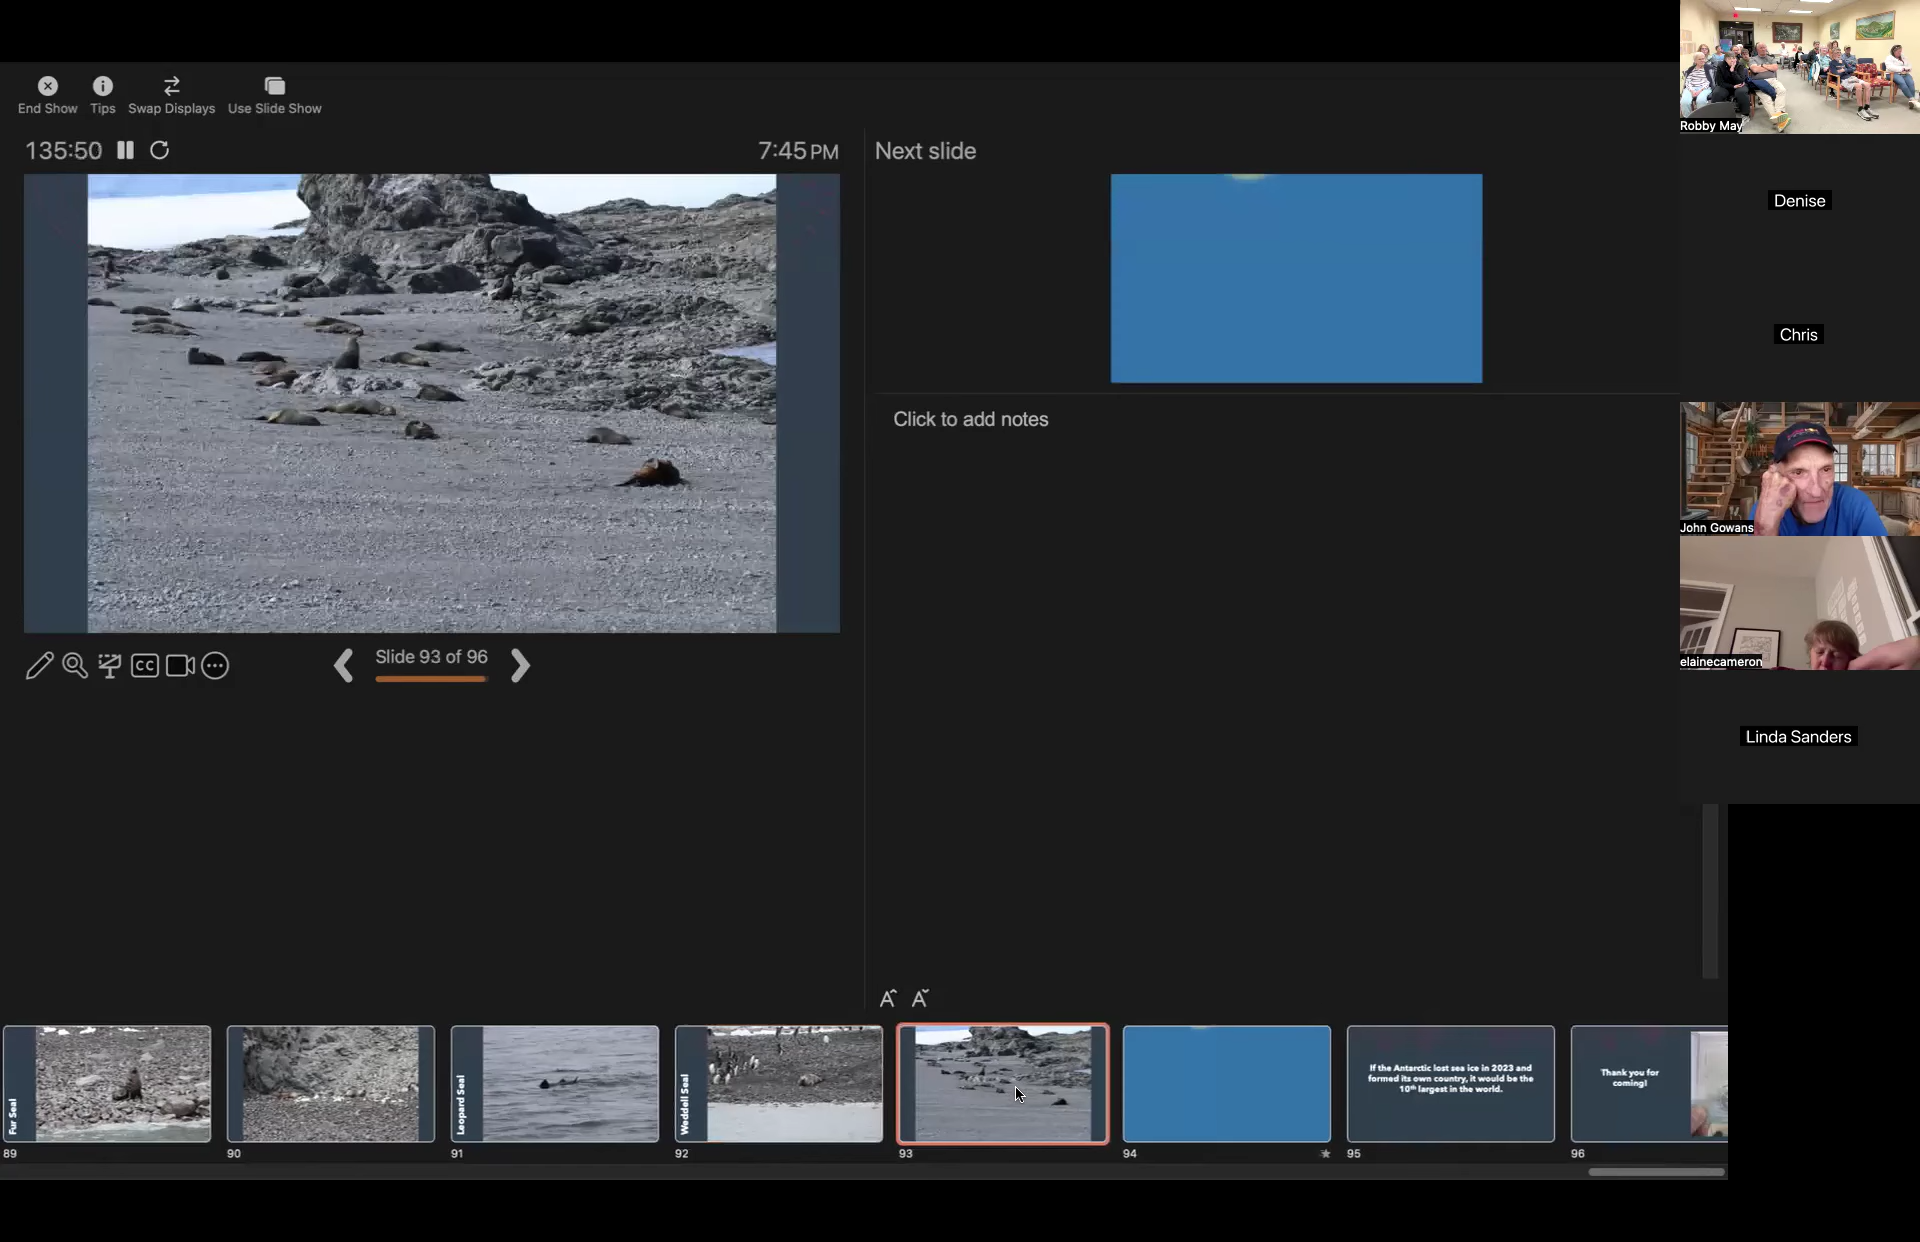 End Show
Tips
Swap Displays
Use Slide Show
135:50
7:45 PM
Next slide
Click to add notes
CC
Slide 93 of 96
Robby May
Denise
Chris
John Gowans
elainecameron
Linda Sanders
Fur Seal
89
90
Leopard Seal
91
Weddell Seal
92
93
94
If the Antarctic lost sea ice in 2023 and
formed its own country, it would be the
10th largest in the world.
95
Thank you for
coming!
96